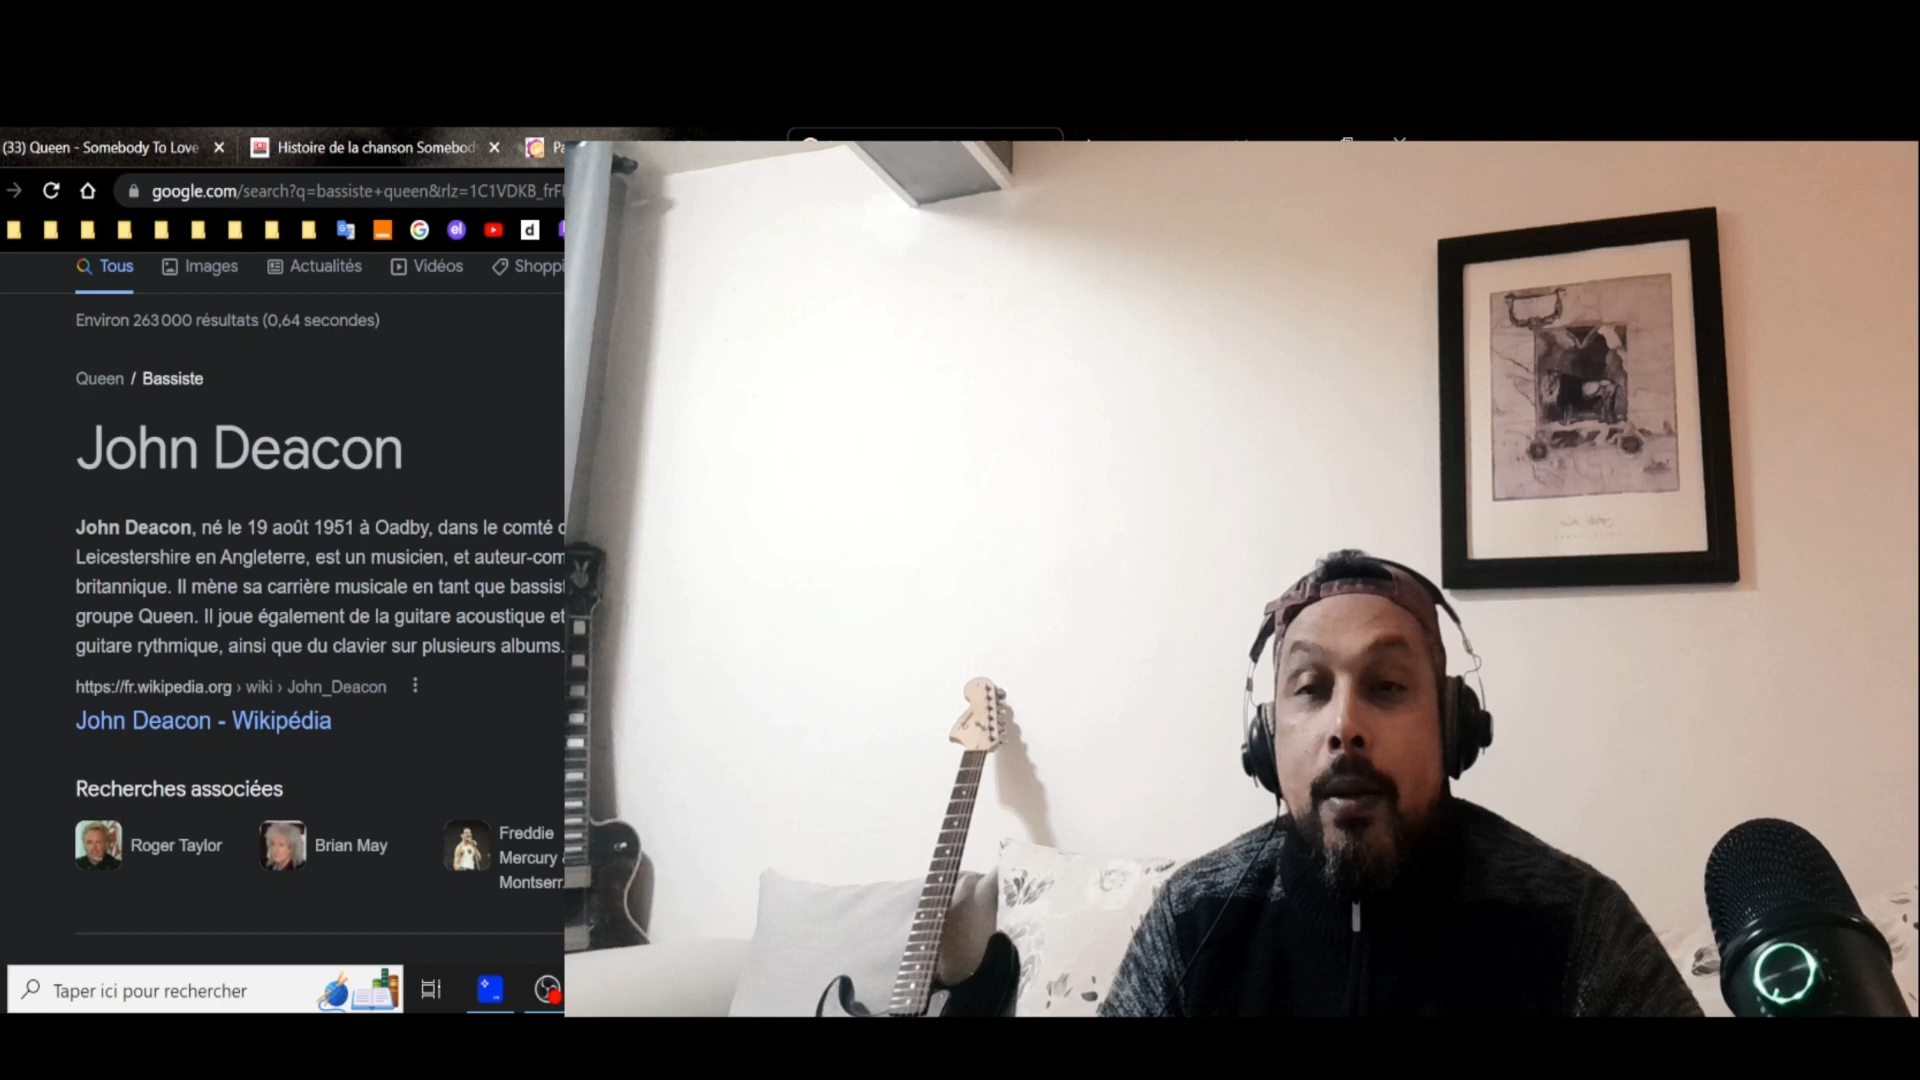 (33) Queen - Somebody To Love
Histoire de la chanson Somebod
google.com/search?q=bassiste+queen&rlz=1C1VDKB_frF
Tous
Images
Actualités
Vidéos
Shoppi
Environ 263 000 résultats (0,64 secondes)
Queen / Bassiste
John Deacon
John Deacon, né le 19 août 1951 à Oadby, dans le comté
Leicestershire en Angleterre, est un musicien, et auteur-com
britannique. Il mène sa carrière musicale en tant que bassist
groupe Queen. Il joue également de la guitare acoustique et
guitare rythmique, ainsi que du clavier sur plusieurs albums.
https://fr.wikipedia.org › wiki › John_Deacon
John Deacon - Wikipédia
Recherches associées
Roger Taylor
Brian May
Freddie
Mercury
Montserr
Taper ici pour rechercher